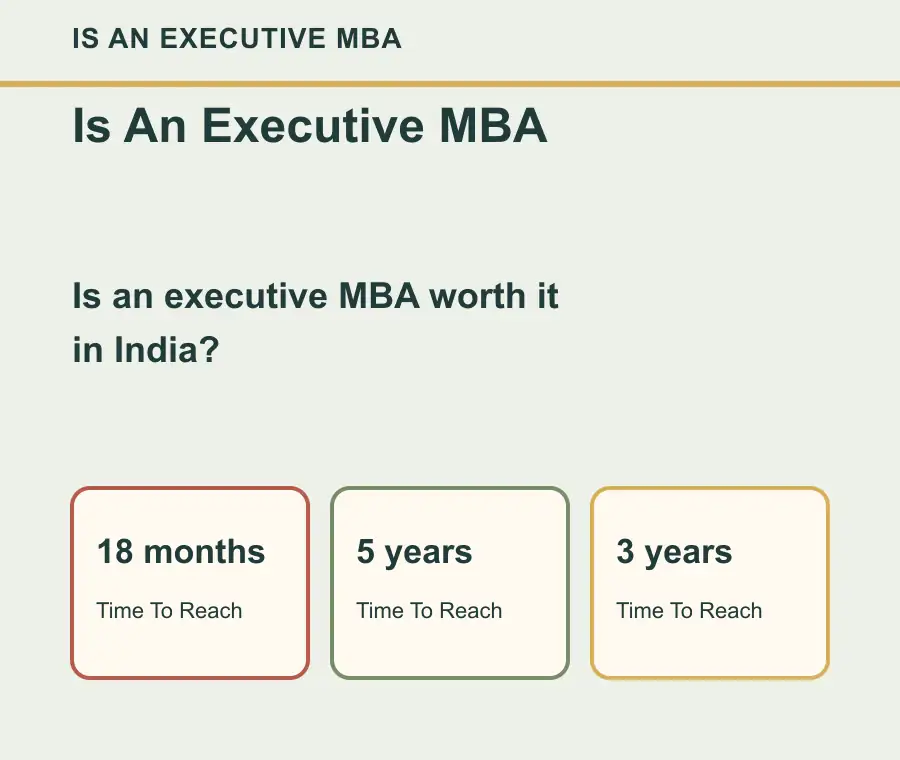 IS AN EXECUTIVE MBA
Is An Executive MBA
Is an executive MBA worth it
in India?
18 months
Time To Reach
5 years
Time To Reach
3 years
Time To Reach